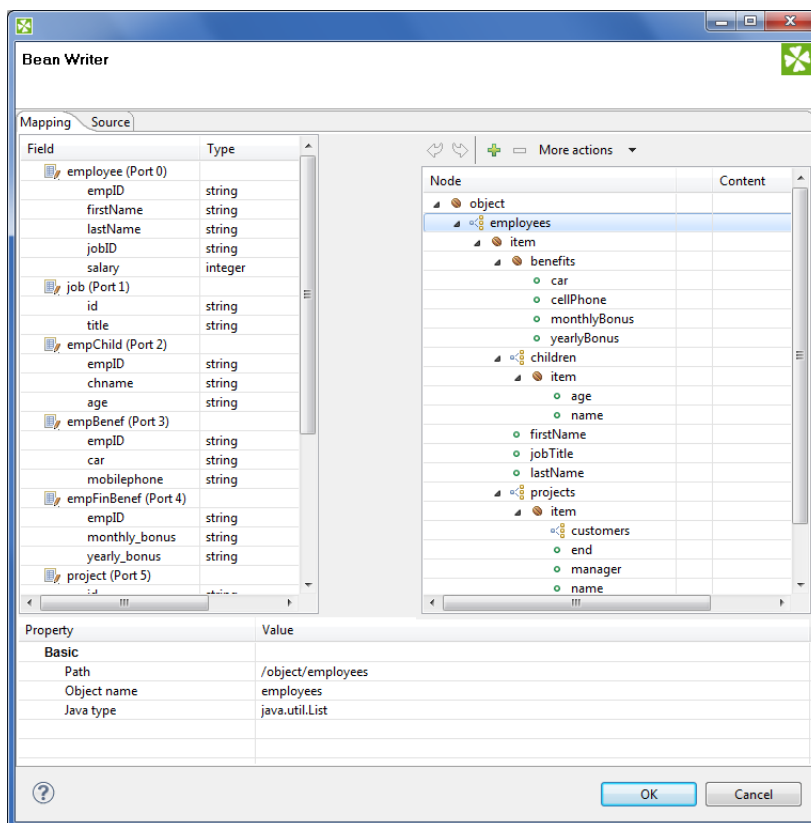 Bean Writer
Mapping
Source
Field Type
employee (Port 0)
empID string
firstName string
lastName string
jobID string
salary integer
job (Port 1)
id string
title string
empChild (Port 2)
empID string
chname string
age string
empBenef (Port 3)
empID string
car string
mobilephone string
empFinBenef (Port 4)
empID string
monthly_bonus string
yearly_bonus string
project (Port 5)
More actions
Node Content
object
employees
item
benefits
car
cellPhone
monthlyBonus
yearlyBonus
children
item
age
name
firstName
jobTitle
lastName
projects
item
customers
end
manager
name
Property Value
Basic
Path /object/employees
Object name employees
Java type java.util.List
?
OK
Cancel